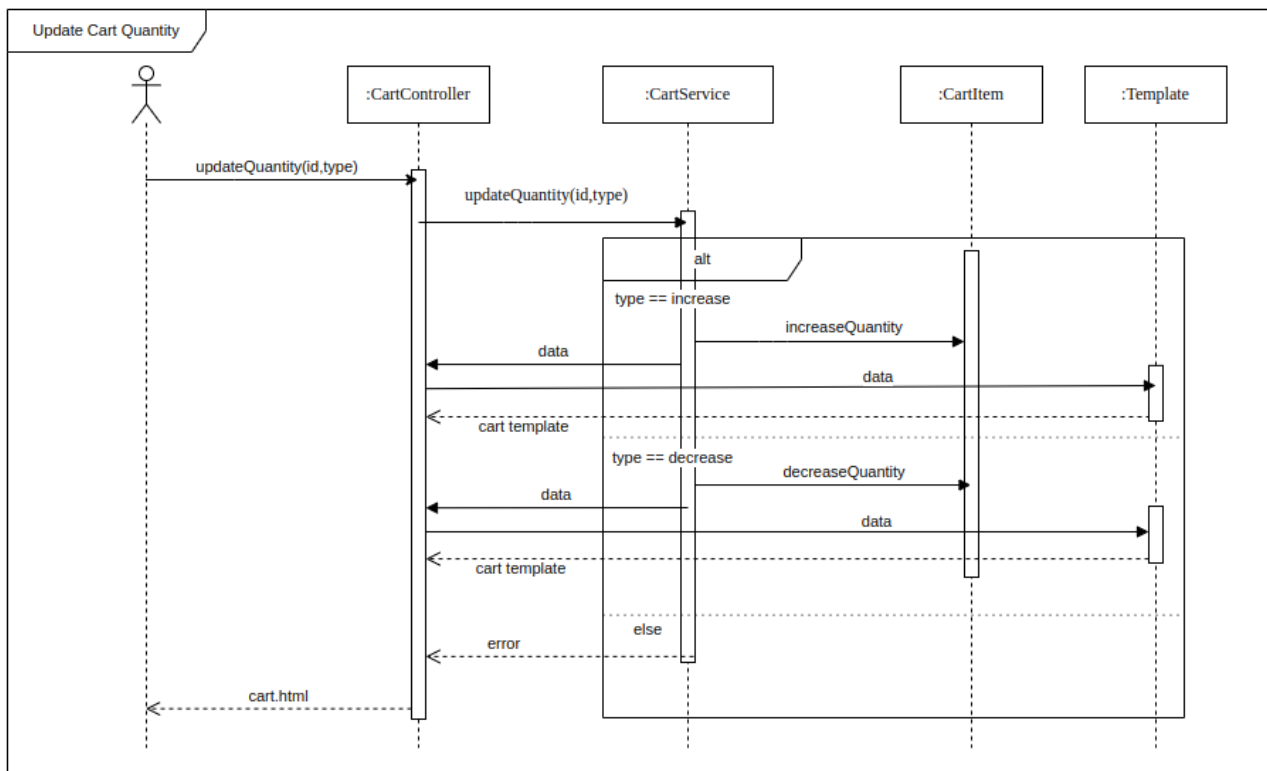 Update Cart Quantity
:CartController
:CartService
:CartItem
:Template
updateQuantity(id,type)
updateQuantity(id,type)
alt
type == increase
increaseQuantity
data
data
cart template
type == decrease
decreaseQuantity
data
data
cart template
else
error
cart.html